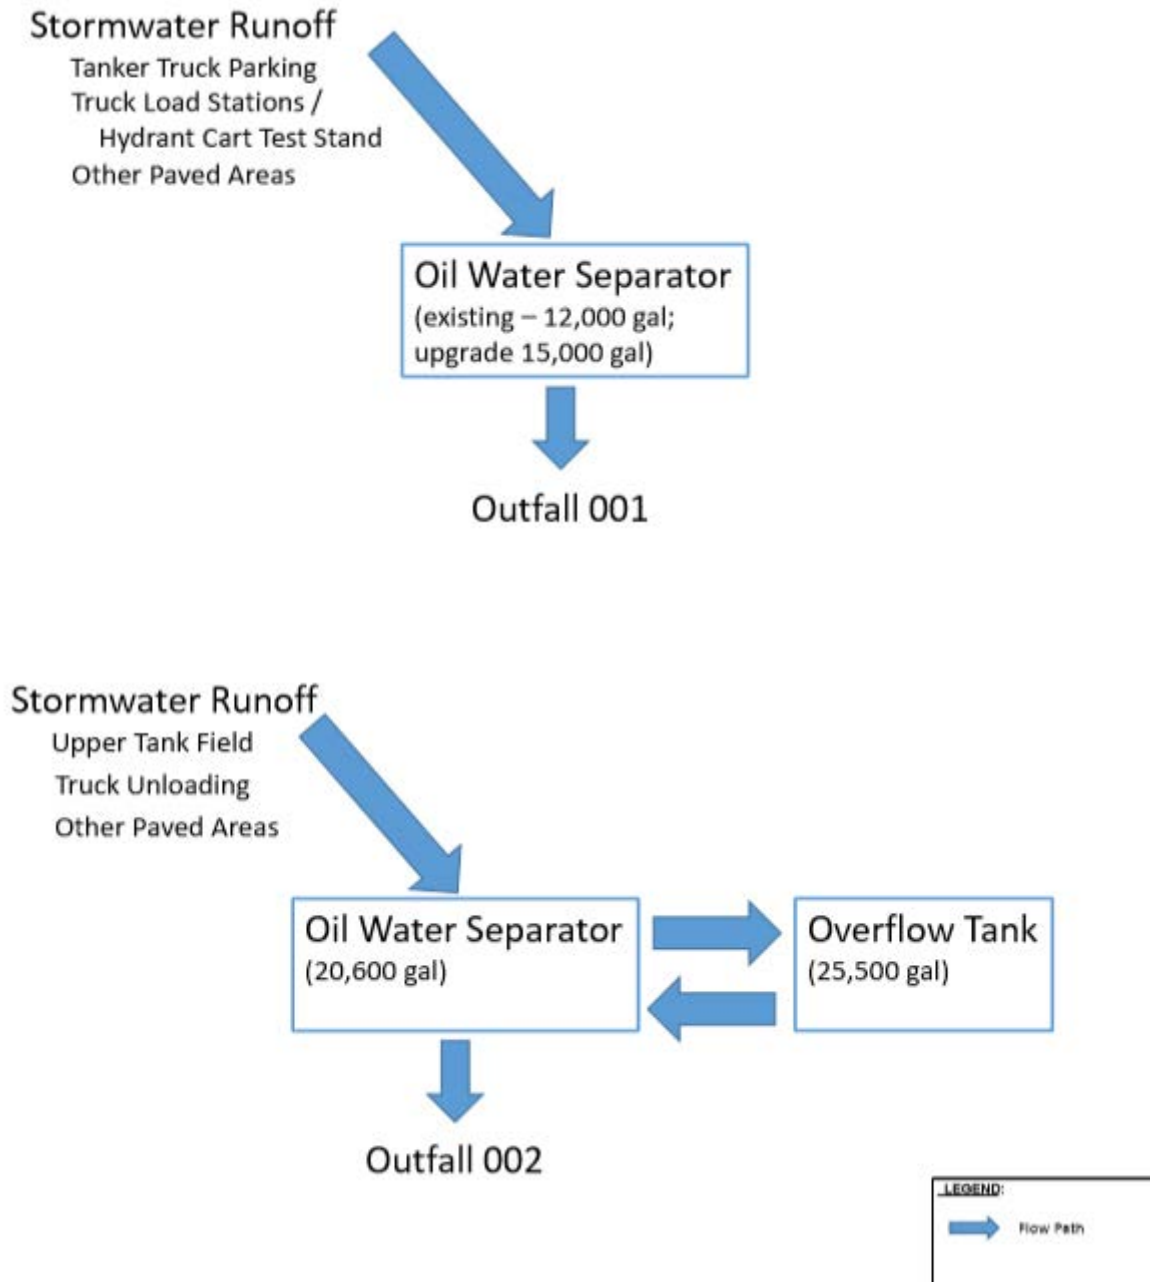 Stormwater Runoff
Tanker Truck Parking
Truck Load Stations /
Hydrant Cart Test Stand
Other Paved Areas
Oil Water Separator
(existing – 12,000 gal;
upgrade 15,000 gal)
Outfall 001
Stormwater Runoff
Upper Tank Field
Truck Unloading
Other Paved Areas
Oil Water Separator
(20,600 gal)
Overflow Tank
(25,500 gal)
Outfall 002
LEGEND:
Flow Path